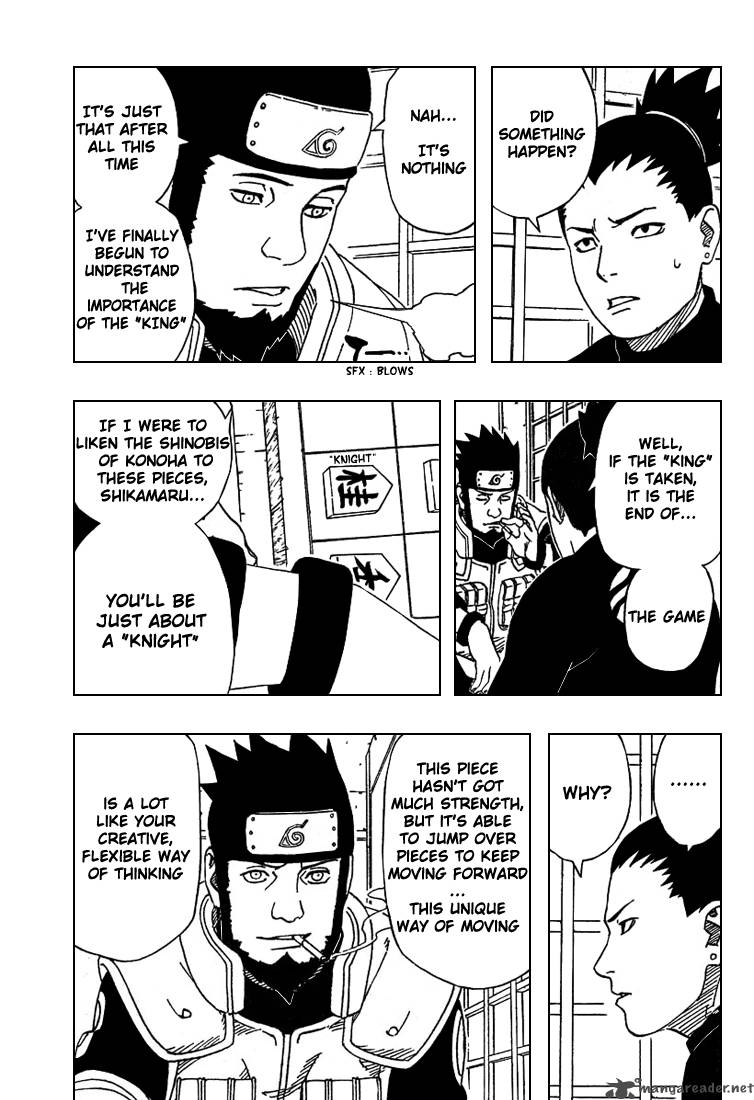 DID
SOMETHING
HAPPEN?
NAH...
IT'S
NOTHING
IT'S JUST
THAT AFTER
ALL THIS
TIME
I'VE FINALLY
BEGUN TO
UNDERSTAND
THE
IMPORTANCE
OF THE "KING"
SFX : BLOWS
WELL,
IF THE "KING"
IS TAKEN,
IT IS THE
END OF...
THE GAME
IF I WERE TO
LIKEN THE SHINOBIS
OF KONOHA TO
THESE PIECES,
SHIKAMARU...
"KNIGHT"
YOU'LL BE
JUST ABOUT
A "KNIGHT"
......
WHY?
THIS PIECE
HASN'T GOT
MUCH STRENGTH,
BUT IT'S ABLE
TO JUMP OVER
PIECES TO KEEP
MOVING FORWARD
...
THIS UNIQUE
WAY OF MOVING
IS A LOT
LIKE YOUR
CREATIVE,
FLEXIBLE WAY
OF THINKING
mangareader.net